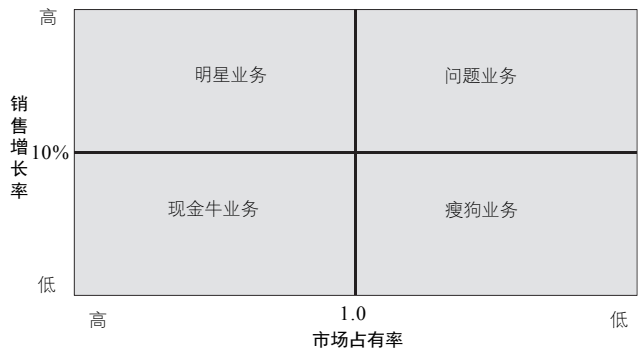 高
明星业务
问题业务
销售增长率
10%
现金牛业务
瘦狗业务
低
高
1.0
低
市场占有率